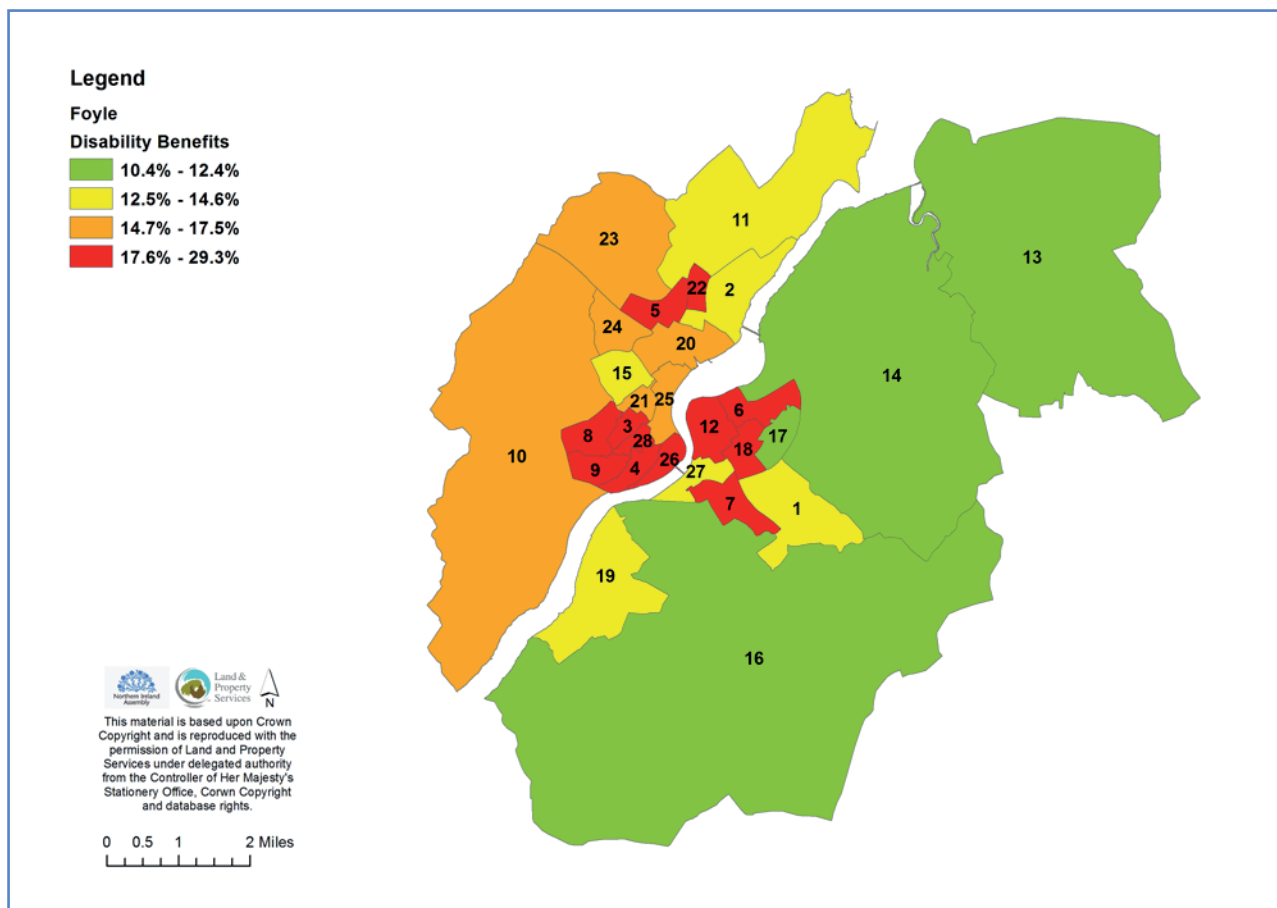 Legend
Foyle
Disability Benefits
10.4% - 12.4%
12.5% - 14.6%
14.7% - 17.5%
17.6% - 29.3%
11
23
13
22
2
5
24
20
15
14
21
25
6
3
8
12
17
28
18
10
26
9
4
27
7
1
19
16
Northern Ireland
Assembly
Land &
Property
Services
N
This material is based upon Crown
Copyright and is reproduced with the
permission of Land and Property
Services under delegated authority
from the Controller of Her Majesty's
Stationery Office, Corwn Copyright
and database rights.
0 0.5 1 2 Miles